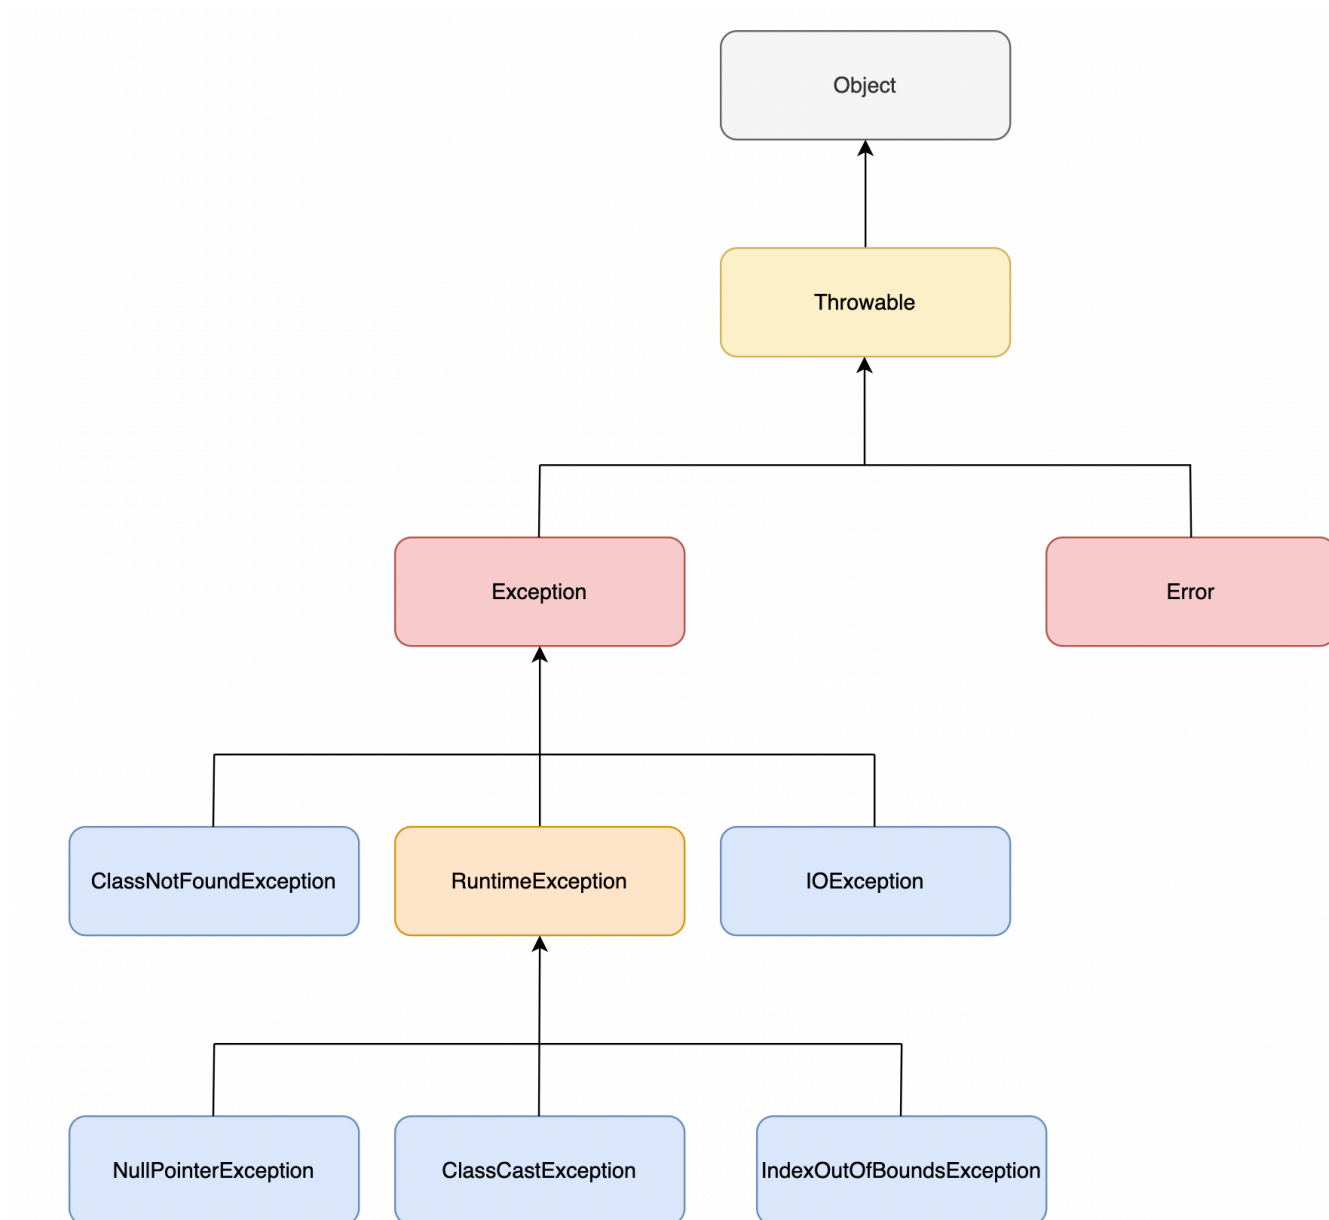 Object
Throwable
Exception
Error
ClassNotFoundException
RuntimeException
IOException
NullPointerException
ClassCastException
IndexOutOfBoundsException